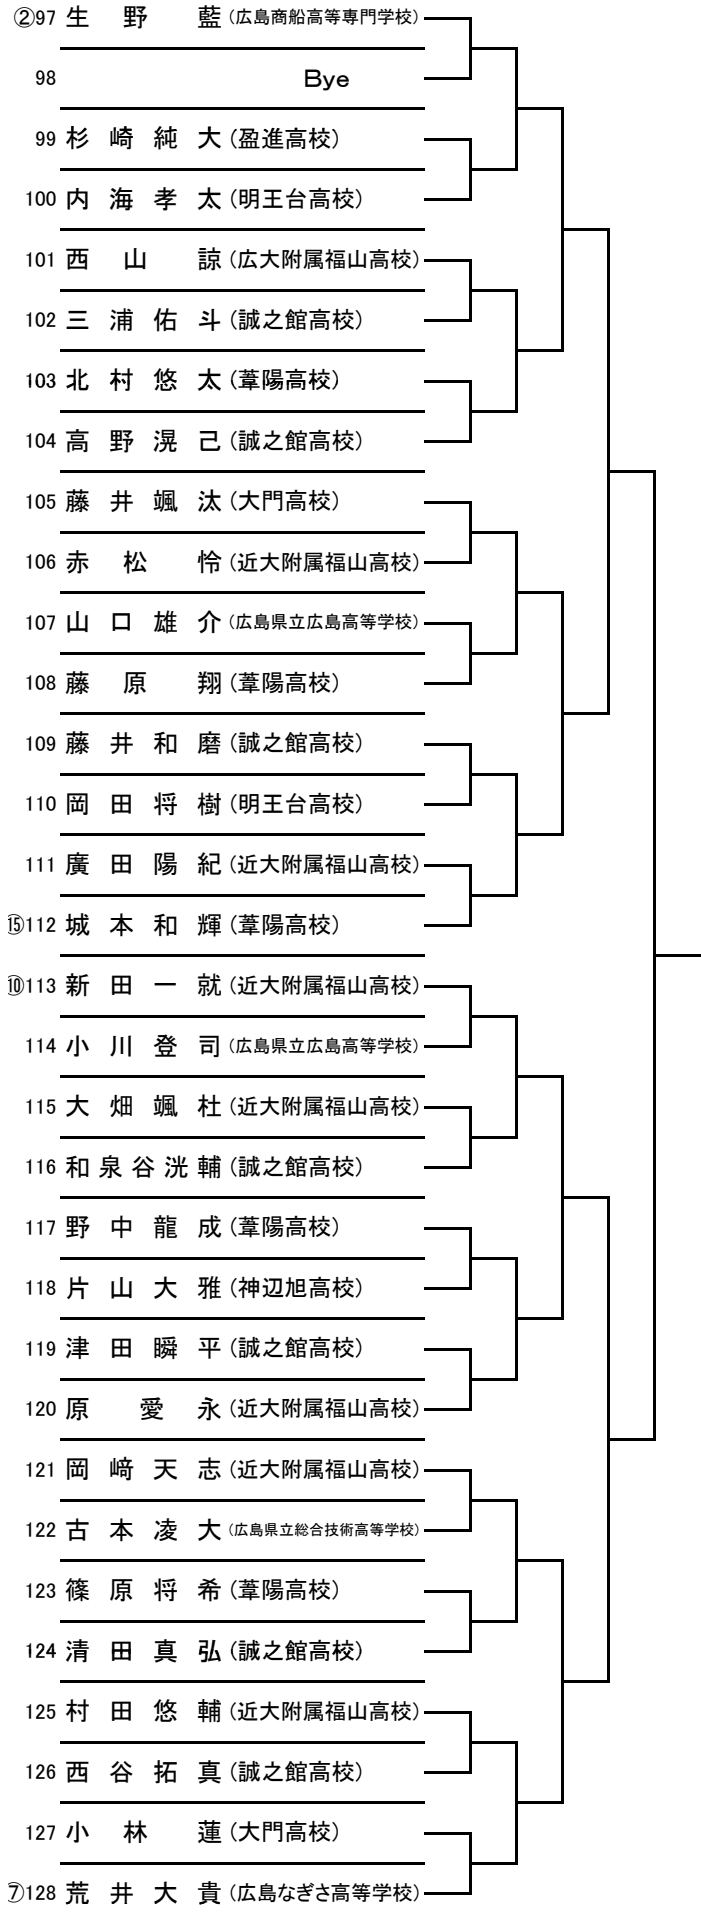 ②97 生野藍 (広島商船高等専門学校)
98 Bye
99 杉崎純大 (盈進高校)
100 内海孝太 (明王台高校)
101 西山諒 (広大附属福山高校)
102 三浦佑斗 (誠之館高校)
103 北村悠太 (葦陽高校)
104 高野滉己 (誠之館高校)
105 藤井颯汰 (大門高校)
106 赤松怜 (近大附属福山高校)
107 山口雄介 (広島県立広島高等学校)
108 藤原翔 (葦陽高校)
109 藤井和磨 (誠之館高校)
110 岡田将樹 (明王台高校)
111 廣田陽紀 (近大附属福山高校)
⑮112 城本和輝 (葦陽高校)
⑩113 新田一就 (近大附属福山高校)
114 小川登司 (広島県立広島高等学校)
115 大畑颯杜 (近大附属福山高校)
116 和泉谷洸輔 (誠之館高校)
117 野中龍成 (葦陽高校)
118 片山大雅 (神辺旭高校)
119 津田瞬平 (誠之館高校)
120 原愛永 (近大附属福山高校)
121 岡﨑天志 (近大附属福山高校)
122 古本凌大 (広島県立総合技術高等学校)
123 篠原将希 (葦陽高校)
124 清田真弘 (誠之館高校)
125 村田悠輔 (近大附属福山高校)
126 西谷拓真 (誠之館高校)
127 小林蓮 (大門高校)
⑦128 荒井大貴 (広島なぎさ高等学校)